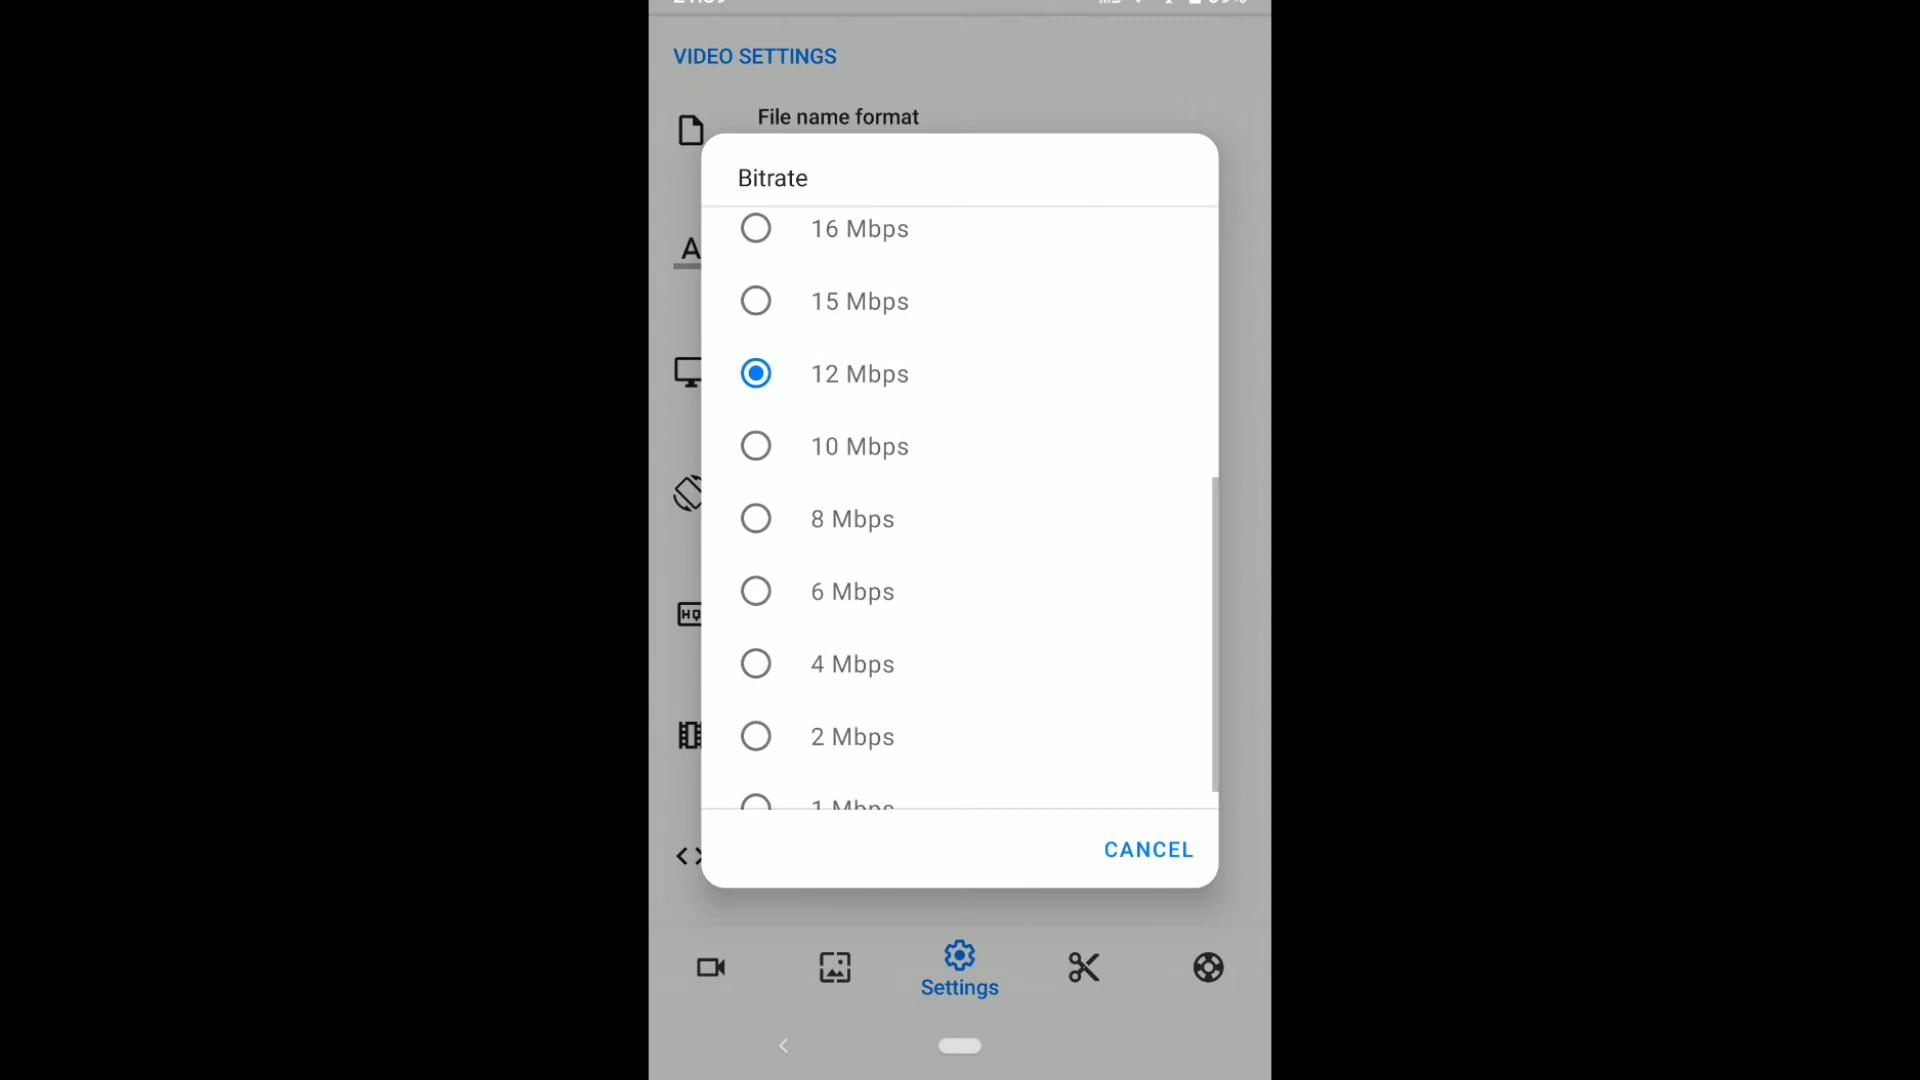 VIDEO SETTINGS
File name format
Bitrate
16 Mbps
15 Mbps
12 Mbps
10 Mbps
8 Mbps
6 Mbps
4 Mbps
2 Mbps
1 Mbps
CANCEL
A
HQ
Settings